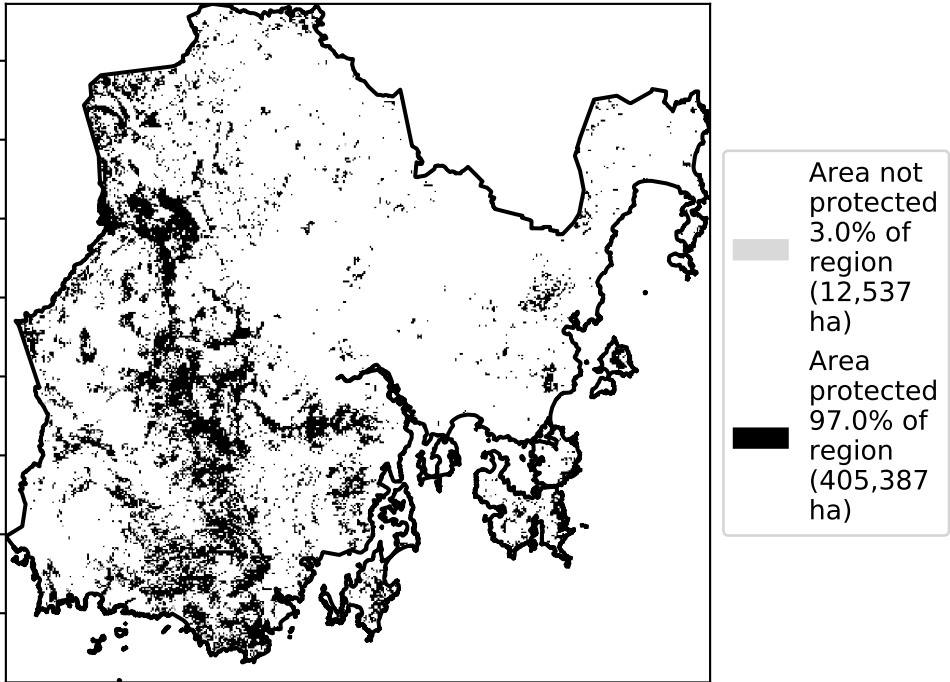 Area not
protected
3.0% of
region
(12,537
ha)
Area
protected
97.0% of
region
(405,387
ha)